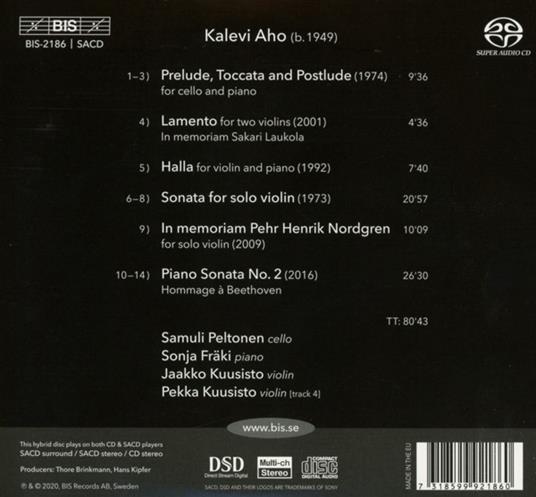 BIS
BIS-2186 | SACD
Kalevi Aho (b. 1949)
SUPER AUDIO CD
1–3) Prelude, Toccata and Postlude (1974) 9'36
for cello and piano
4) Lamento for two violins (2001) 4'36
In memoriam Sakari Laukola
5) Halla for violin and piano (1992) 7'40
6–8) Sonata for solo violin (1973) 20'57
9) In memoriam Pehr Henrik Nordgren 10'09
for solo violin (2009)
10–14) Piano Sonata No. 2 (2016) 26'30
Hommage à Beethoven
TT: 80'43
Samuli Peltonen cello
Sonja Fräki piano
Jaakko Kuusisto violin
Pekka Kuusisto violin [track 4]
www.bis.se
This hybrid disc plays on both CD & SACD players
SACD surround / SACD stereo / CD stereo
Producers: Thore Brinkmann, Hans Kipfer
℗ & © 2020, BIS Records AB, Sweden
DSD
Direct Stream Digital
Multi-ch
Stereo
COMPACT
disc
DIGITAL AUDIO
SACD, DSD AND THEIR LOGOS ARE TRADEMARKS OF SONY
MADE IN THE EU
7 318599 921860